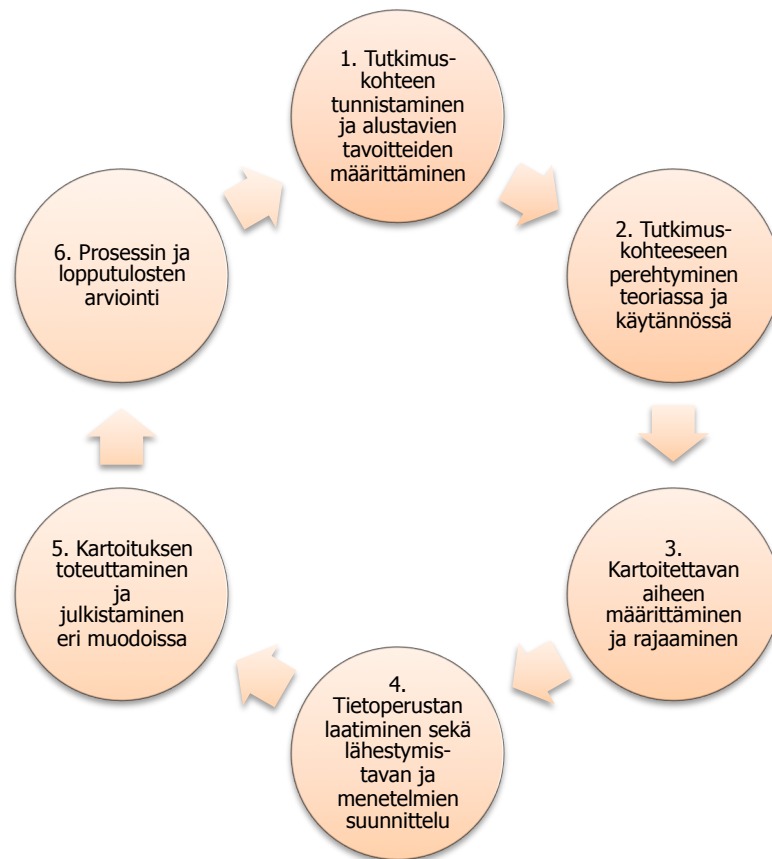 1. Tutkimus-
kohteen
tunnistaminen
ja alustavien
tavoitteiden
määrittäminen
2. Tutkimus-
kohteeseen
perehtyminen
teoriassa ja
käytännössä
3.
Kartoitettavan
aiheen
määrittäminen
ja rajaaminen
4.
Tietoperustan
laatiminen sekä
lähestymis-
tavan ja
menetelmien
suunnittelu
5. Kartoituksen
toteuttaminen
ja
julkistaminen
eri muodoissa
6. Prosessin ja
lopputulosten
arviointi